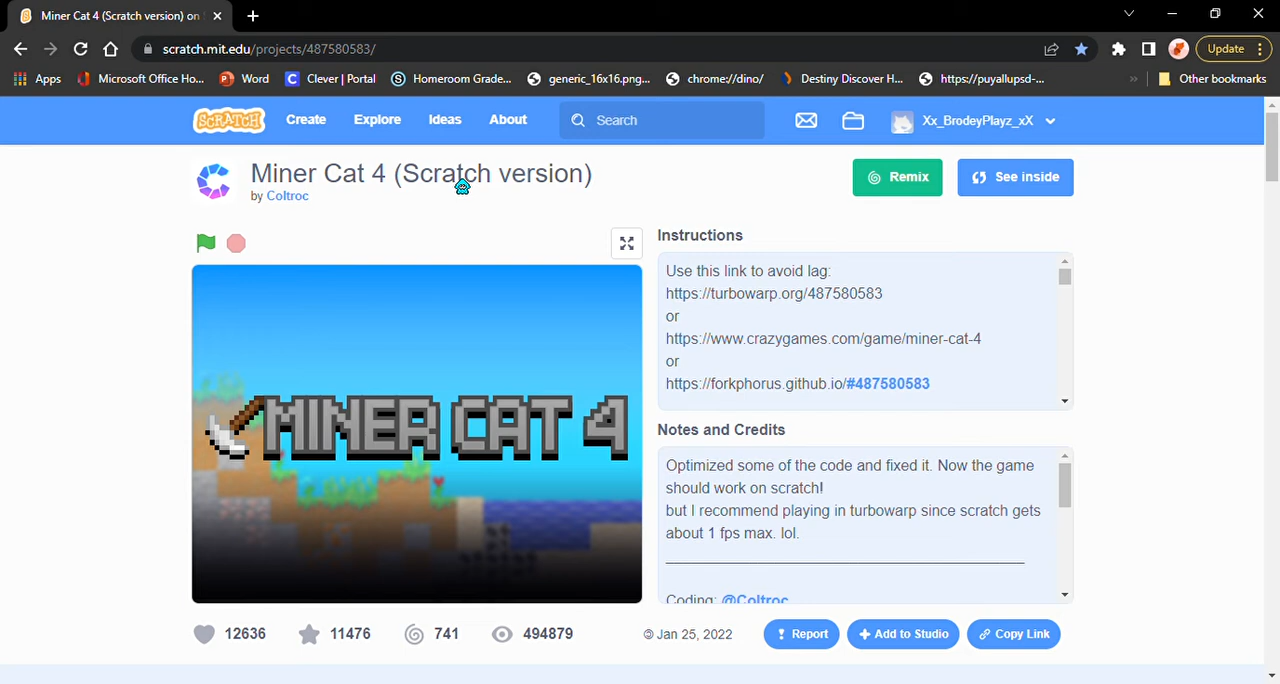 Miner Cat 4 (Scratch version) on
scratch.mit.edu/projects/487580583/
Update
Apps
Microsoft Office Ho...
Word
Clever | Portal
Homeroom Grade...
generic_16x16.png...
chrome://dino/
Destiny Discover H...
https://puyallupsd-...
»
Other bookmarks
SCRATCH
Create
Explore
Ideas
About
Search
Xx_BrodeyPlayz_xX
Miner Cat 4 (Scratch version)
by Coltroc
Remix
See inside
Instructions
Use this link to avoid lag:
https://turbowarp.org/487580583
or
https://www.crazygames.com/game/miner-cat-4
or
https://forkphorus.github.io/#487580583
MINER CAT 4
Notes and Credits
Optimized some of the code and fixed it. Now the game
should work on scratch!
but I recommend playing in turbowarp since scratch gets
about 1 fps max. lol.
Coding: @Coltroc
12636
11476
741
494879
© Jan 25, 2022
Report
Add to Studio
Copy Link